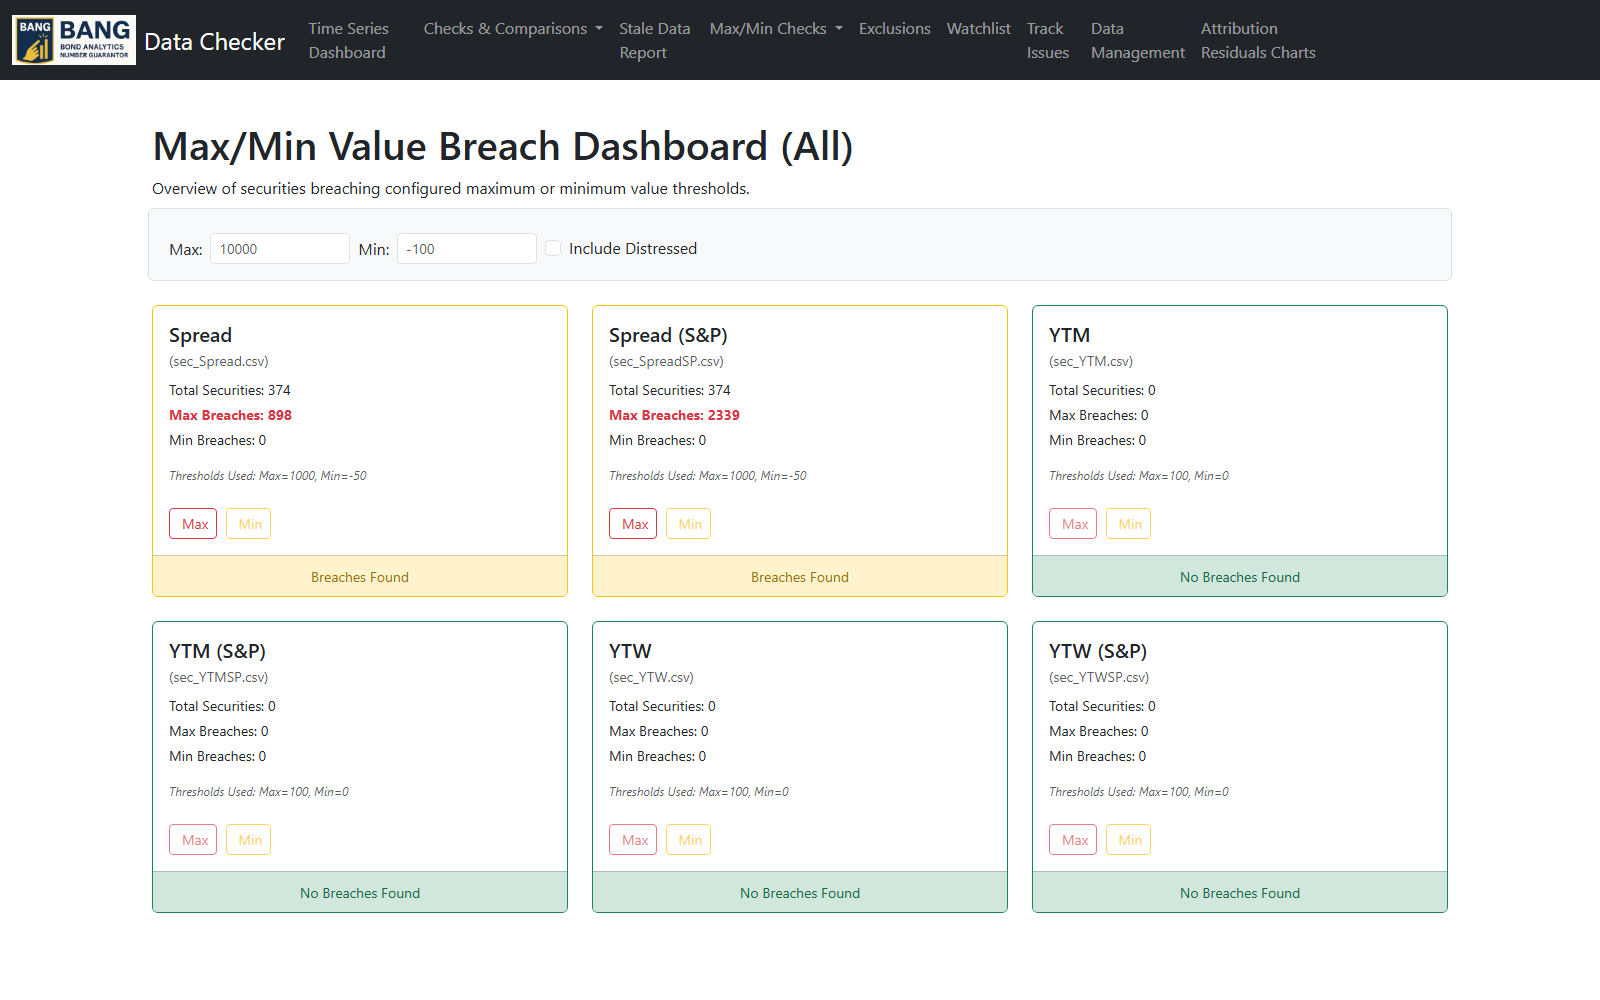 BANG
BANG
BOND ANALYTICS
NUMBER GUARANTOR
Data Checker
Time Series
Dashboard
Checks & Comparisons
Stale Data
Report
Max/Min Checks
Exclusions
Watchlist
Track
Issues
Data
Management
Attribution
Residuals Charts
Max/Min Value Breach Dashboard (All)
Overview of securities breaching configured maximum or minimum value thresholds.
Max: 10000 Min: -100 Include Distressed
Spread
(sec_Spread.csv)
Total Securities: 374
Max Breaches: 898
Min Breaches: 0
Thresholds Used: Max=1000, Min=-50
Max Min
Breaches Found
Spread (S&P)
(sec_SpreadSP.csv)
Total Securities: 374
Max Breaches: 2339
Min Breaches: 0
Thresholds Used: Max=1000, Min=-50
Max Min
Breaches Found
YTM
(sec_YTM.csv)
Total Securities: 0
Max Breaches: 0
Min Breaches: 0
Thresholds Used: Max=100, Min=0
Max Min
No Breaches Found
YTM (S&P)
(sec_YTMSP.csv)
Total Securities: 0
Max Breaches: 0
Min Breaches: 0
Thresholds Used: Max=100, Min=0
Max Min
No Breaches Found
YTW
(sec_YTW.csv)
Total Securities: 0
Max Breaches: 0
Min Breaches: 0
Thresholds Used: Max=100, Min=0
Max Min
No Breaches Found
YTW (S&P)
(sec_YTWSP.csv)
Total Securities: 0
Max Breaches: 0
Min Breaches: 0
Thresholds Used: Max=100, Min=0
Max Min
No Breaches Found